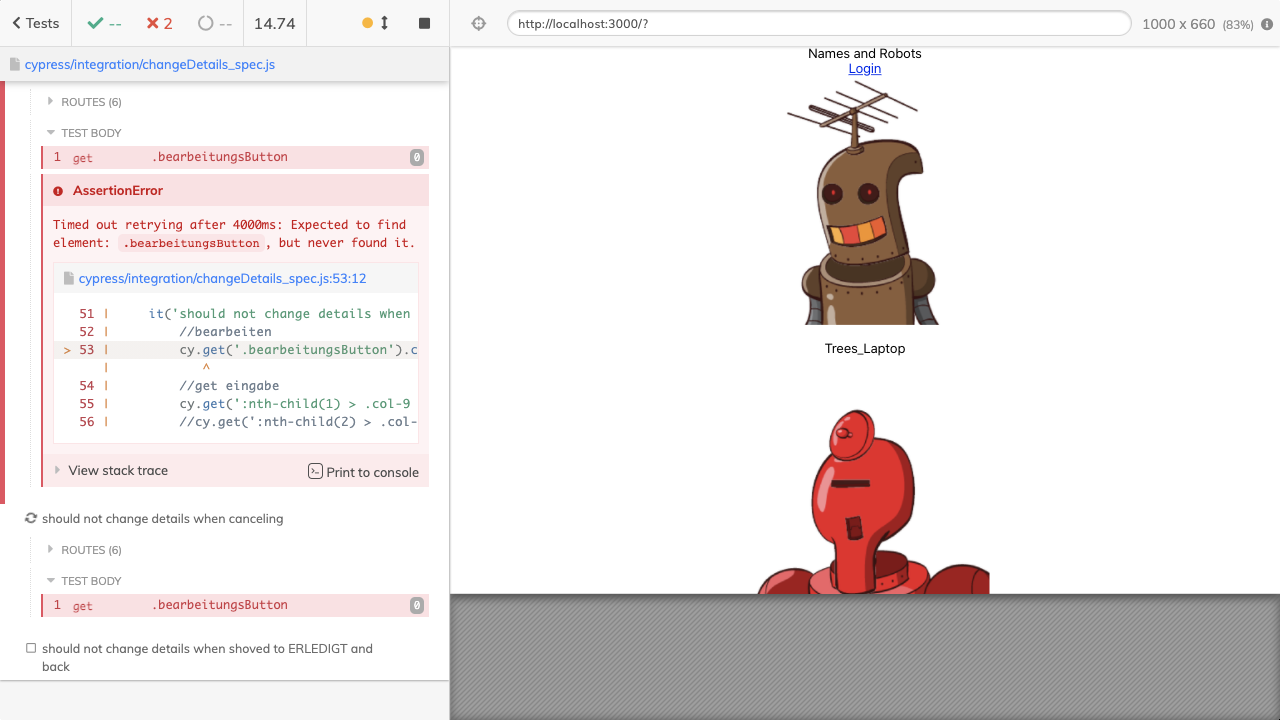 Tests
--
2
--
14.74
http://localhost:3000/?
1000 x 660 (83%)
cypress/integration/changeDetails_spec.js
ROUTES (6)
TEST BODY
1 get .bearbeitungsButton 0
AssertionError
Timed out retrying after 4000ms: Expected to find
element: .bearbeitungsButton, but never found it.
cypress/integration/changeDetails_spec.js:53:12
51 | it('should not change details when
52 | //bearbeiten
> 53 | cy.get('.bearbeitungsButton').c
| ^
54 | //get eingabe
55 | cy.get(':nth-child(1) > .col-9
56 | //cy.get(':nth-child(2) > .col-
View stack trace
Print to console
should not change details when canceling
ROUTES (6)
TEST BODY
1 get .bearbeitungsButton 0
should not change details when shoved to ERLEDIGT and
back
Names and Robots
Login
Trees_Laptop